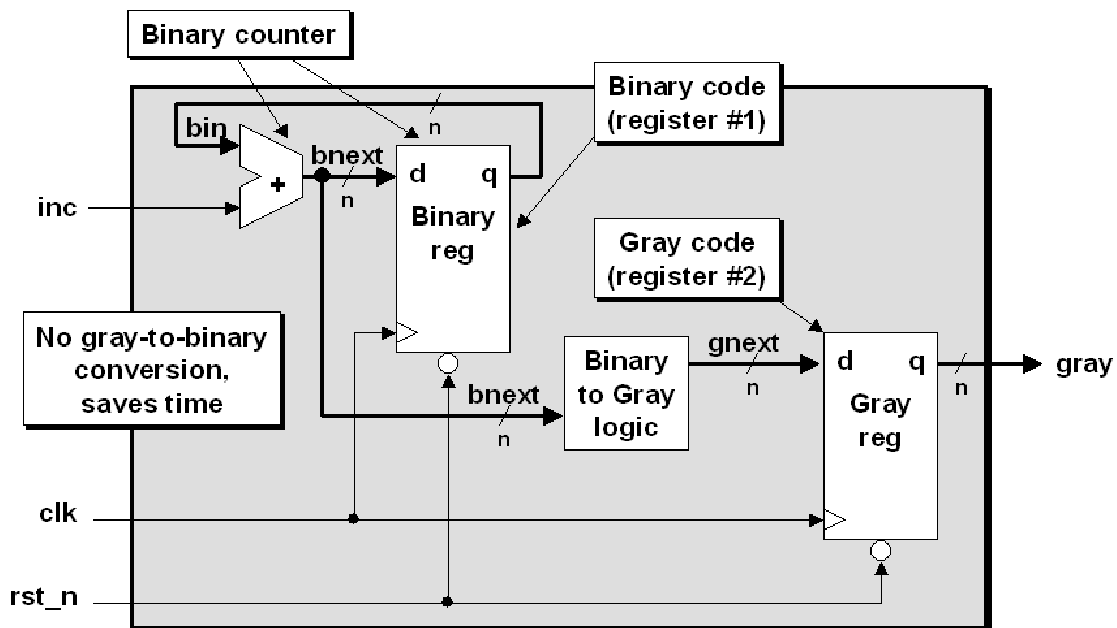 Binary counter
Binary code
(register #1)
n
bin
bnext
n
d
q
+
inc
Binary
reg
Gray code
(register #2)
No gray-to-binary
conversion,
saves time
Binary
to Gray
logic
gnext
n
d
q
n
gray
bnext
n
Gray
reg
clk
rst_n